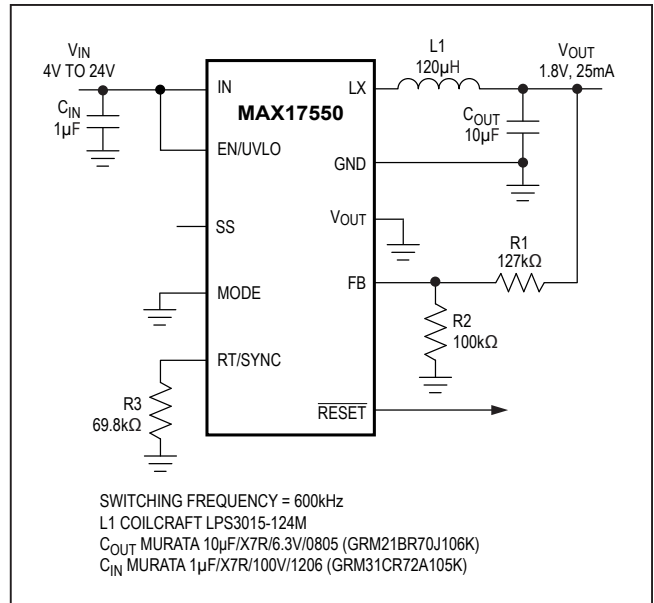 VIN
4V TO 24V
CIN
1µF
IN
MAX17550
EN/UVLO
SS
MODE
RT/SYNC
R3
69.8kΩ
LX
GND
VOUT
FB
RESET
L1
120µH
VOUT
1.8V, 25mA
COUT
10µF
R1
127kΩ
R2
100kΩ
SWITCHING FREQUENCY = 600kHz
L1 COILCRAFT LPS3015-124M
COUT MURATA 10µF/X7R/6.3V/0805 (GRM21BR70J106K)
CIN MURATA 1µF/X7R/100V/1206 (GRM31CR72A105K)